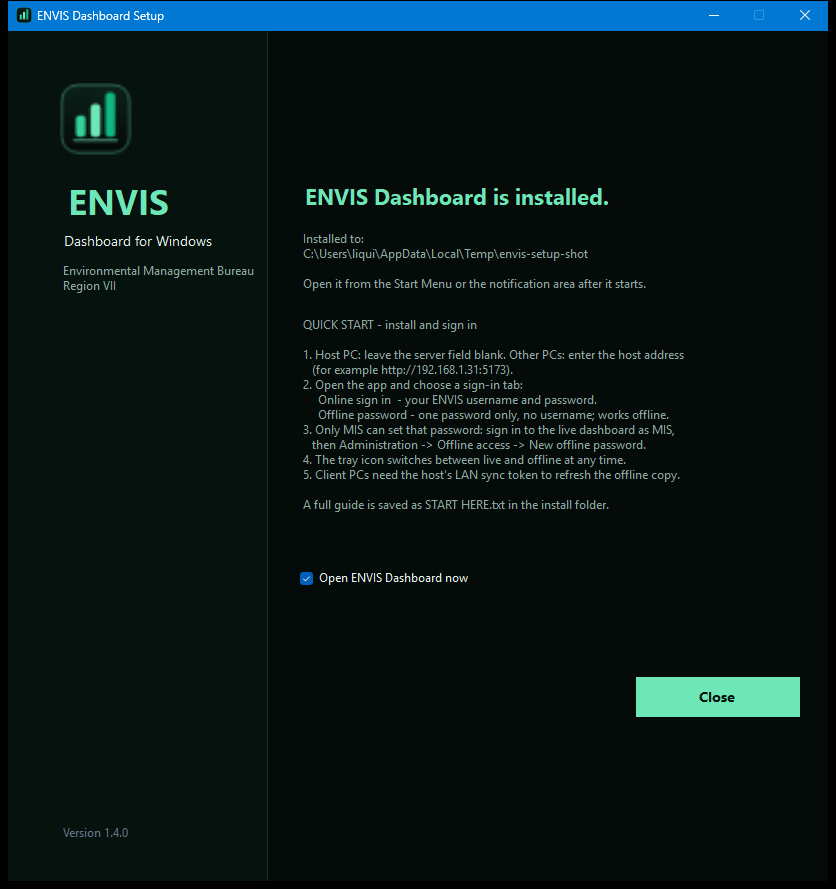 ENVIS Dashboard Setup
ENVIS
Dashboard for Windows
Environmental Management Bureau
Region VII
Version 1.4.0
ENVIS Dashboard is installed.
Installed to:
C:\Users\liqui\AppData\Local\Temp\envis-setup-shot
Open it from the Start Menu or the notification area after it starts.
QUICK START - install and sign in
1. Host PC: leave the server field blank. Other PCs: enter the host address
(for example http://192.168.1.31:5173).
2. Open the app and choose a sign-in tab:
Online sign in  - your ENVIS username and password.
Offline password - one password only, no username; works offline.
3. Only MIS can set that password: sign in to the live dashboard as MIS,
then Administration -> Offline access -> New offline password.
4. The tray icon switches between live and offline at any time.
5. Client PCs need the host's LAN sync token to refresh the offline copy.
A full guide is saved as START HERE.txt in the install folder.
Open ENVIS Dashboard now
Close